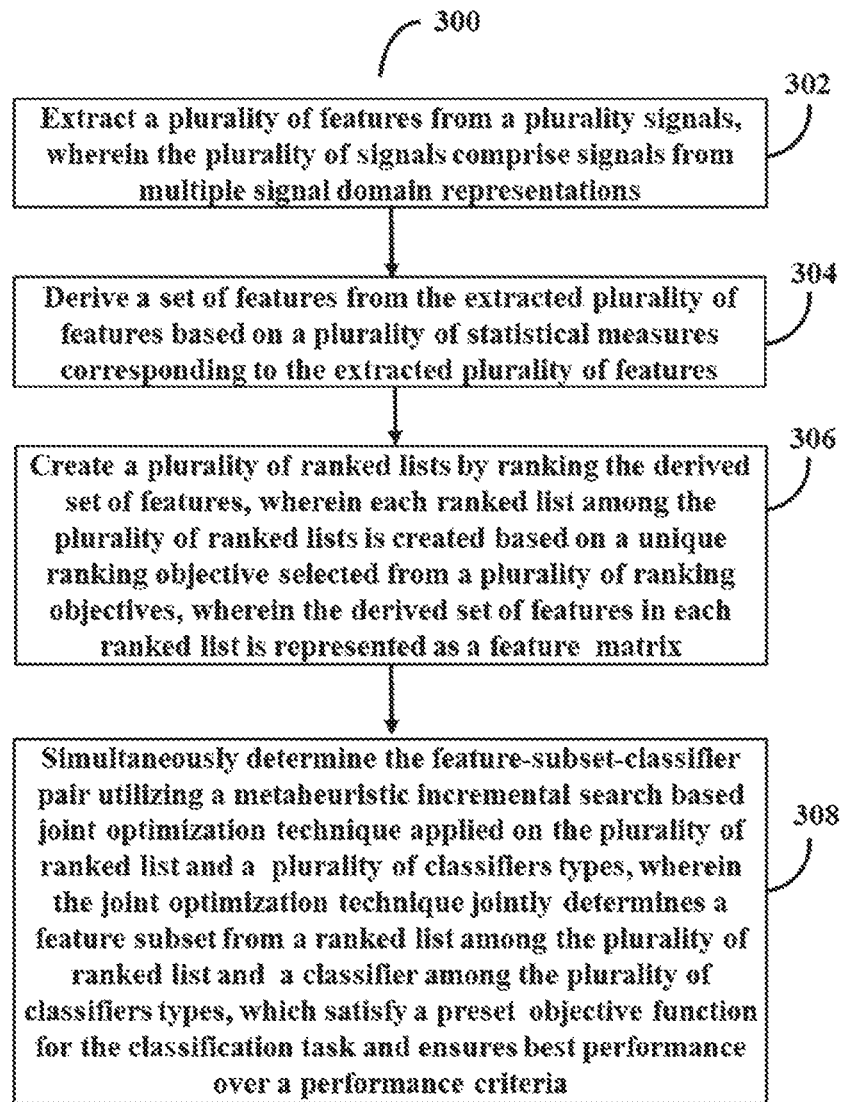 300
302
Extract a plurality of features from a plurality signals,
wherein the plurality of signals comprise signals from
multiple signal domain representations
304
Derive a set of features from the extracted plurality of
features based on a plurality of statistical measures
corresponding to the extracted plurality of features
306
Create a plurality of ranked lists by ranking the derived
set of features, wherein each ranked list among the
plurality of ranked lists is created based on a unique
ranking objective selected from a plurality of ranking
objectives, wherein the derived set of features in each
ranked list is represented as a feature matrix
308
Simultaneously determine the feature-subset-classifier
pair utilizing a metaheuristic incremental search based
joint optimization technique applied on the plurality of
ranked list and a plurality of classifiers types, wherein
the joint optimization technique jointly determines a
feature subset from a ranked list among the plurality of
ranked list and a classifier among the plurality of
classifiers types, which satisfy a preset objective function
for the classification task and ensures best performance
over a performance criteria